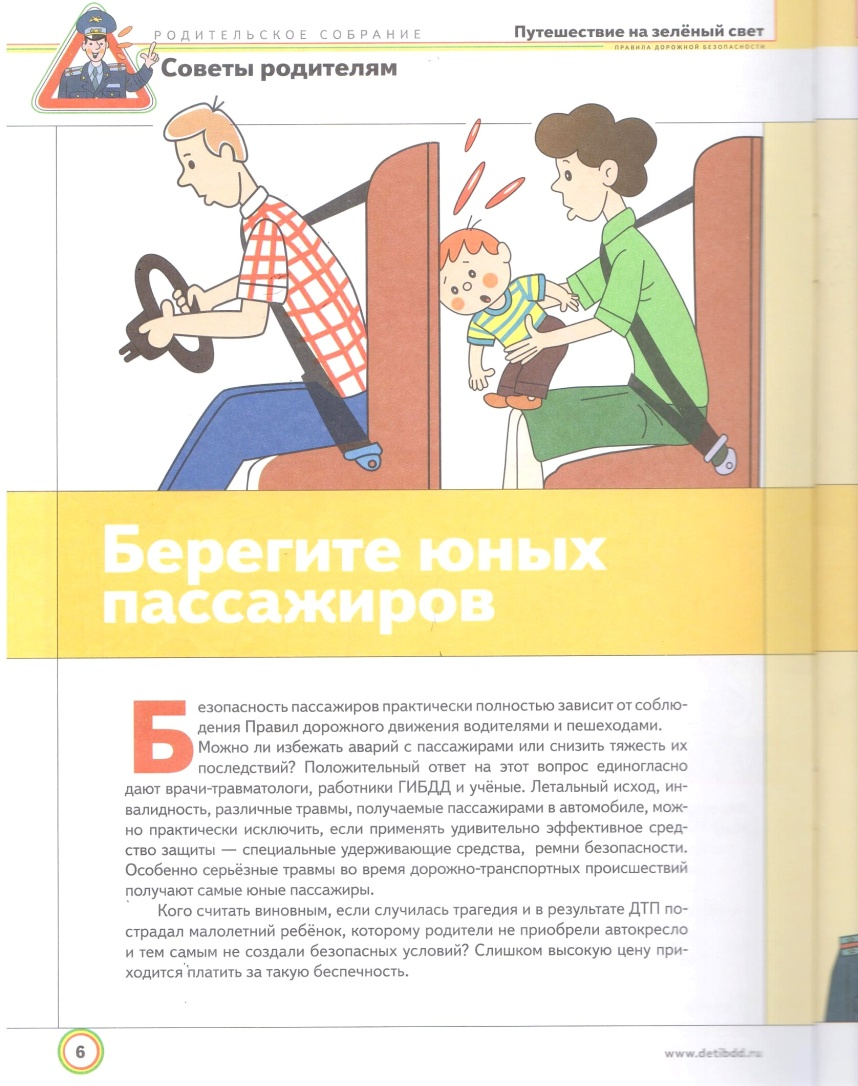 РОДИТЕЛЬСКОЕ СОБРАНИЕ
Путешествие на зелёный свет
ПРАВИЛА ДОРОЖНОЙ БЕЗОПАСНОСТИ
Советы родителям
Берегите юных
пассажиров
Безопасность пассажиров практически полностью зависит от соблю-
дения Правил дорожного движения водителями и пешеходами.
Можно ли избежать аварий с пассажирами или снизить тяжесть их
последствий? Положительный ответ на этот вопрос единогласно
дают врачи-травматологи, работники ГИБДД и учёные. Летальный исход, ин-
валидность, различные травмы, получаемые пассажирами в автомобиле, мож-
но практически исключить, если применять удивительно эффективное сред-
ство защиты — специальные удерживающие средства, ремни безопасности.
Особенно серьёзные травмы во время дорожно-транспортных происшествий
получают самые юные пассажиры.
Кого считать виновным, если случилась трагедия и в результате ДТП по-
страдал малолетний ребёнок, которому родители не приобрели автокресло
и тем самым не создали безопасных условий? Слишком высокую цену при-
ходится платить за такую беспечность.
6
www.detibdd.ru